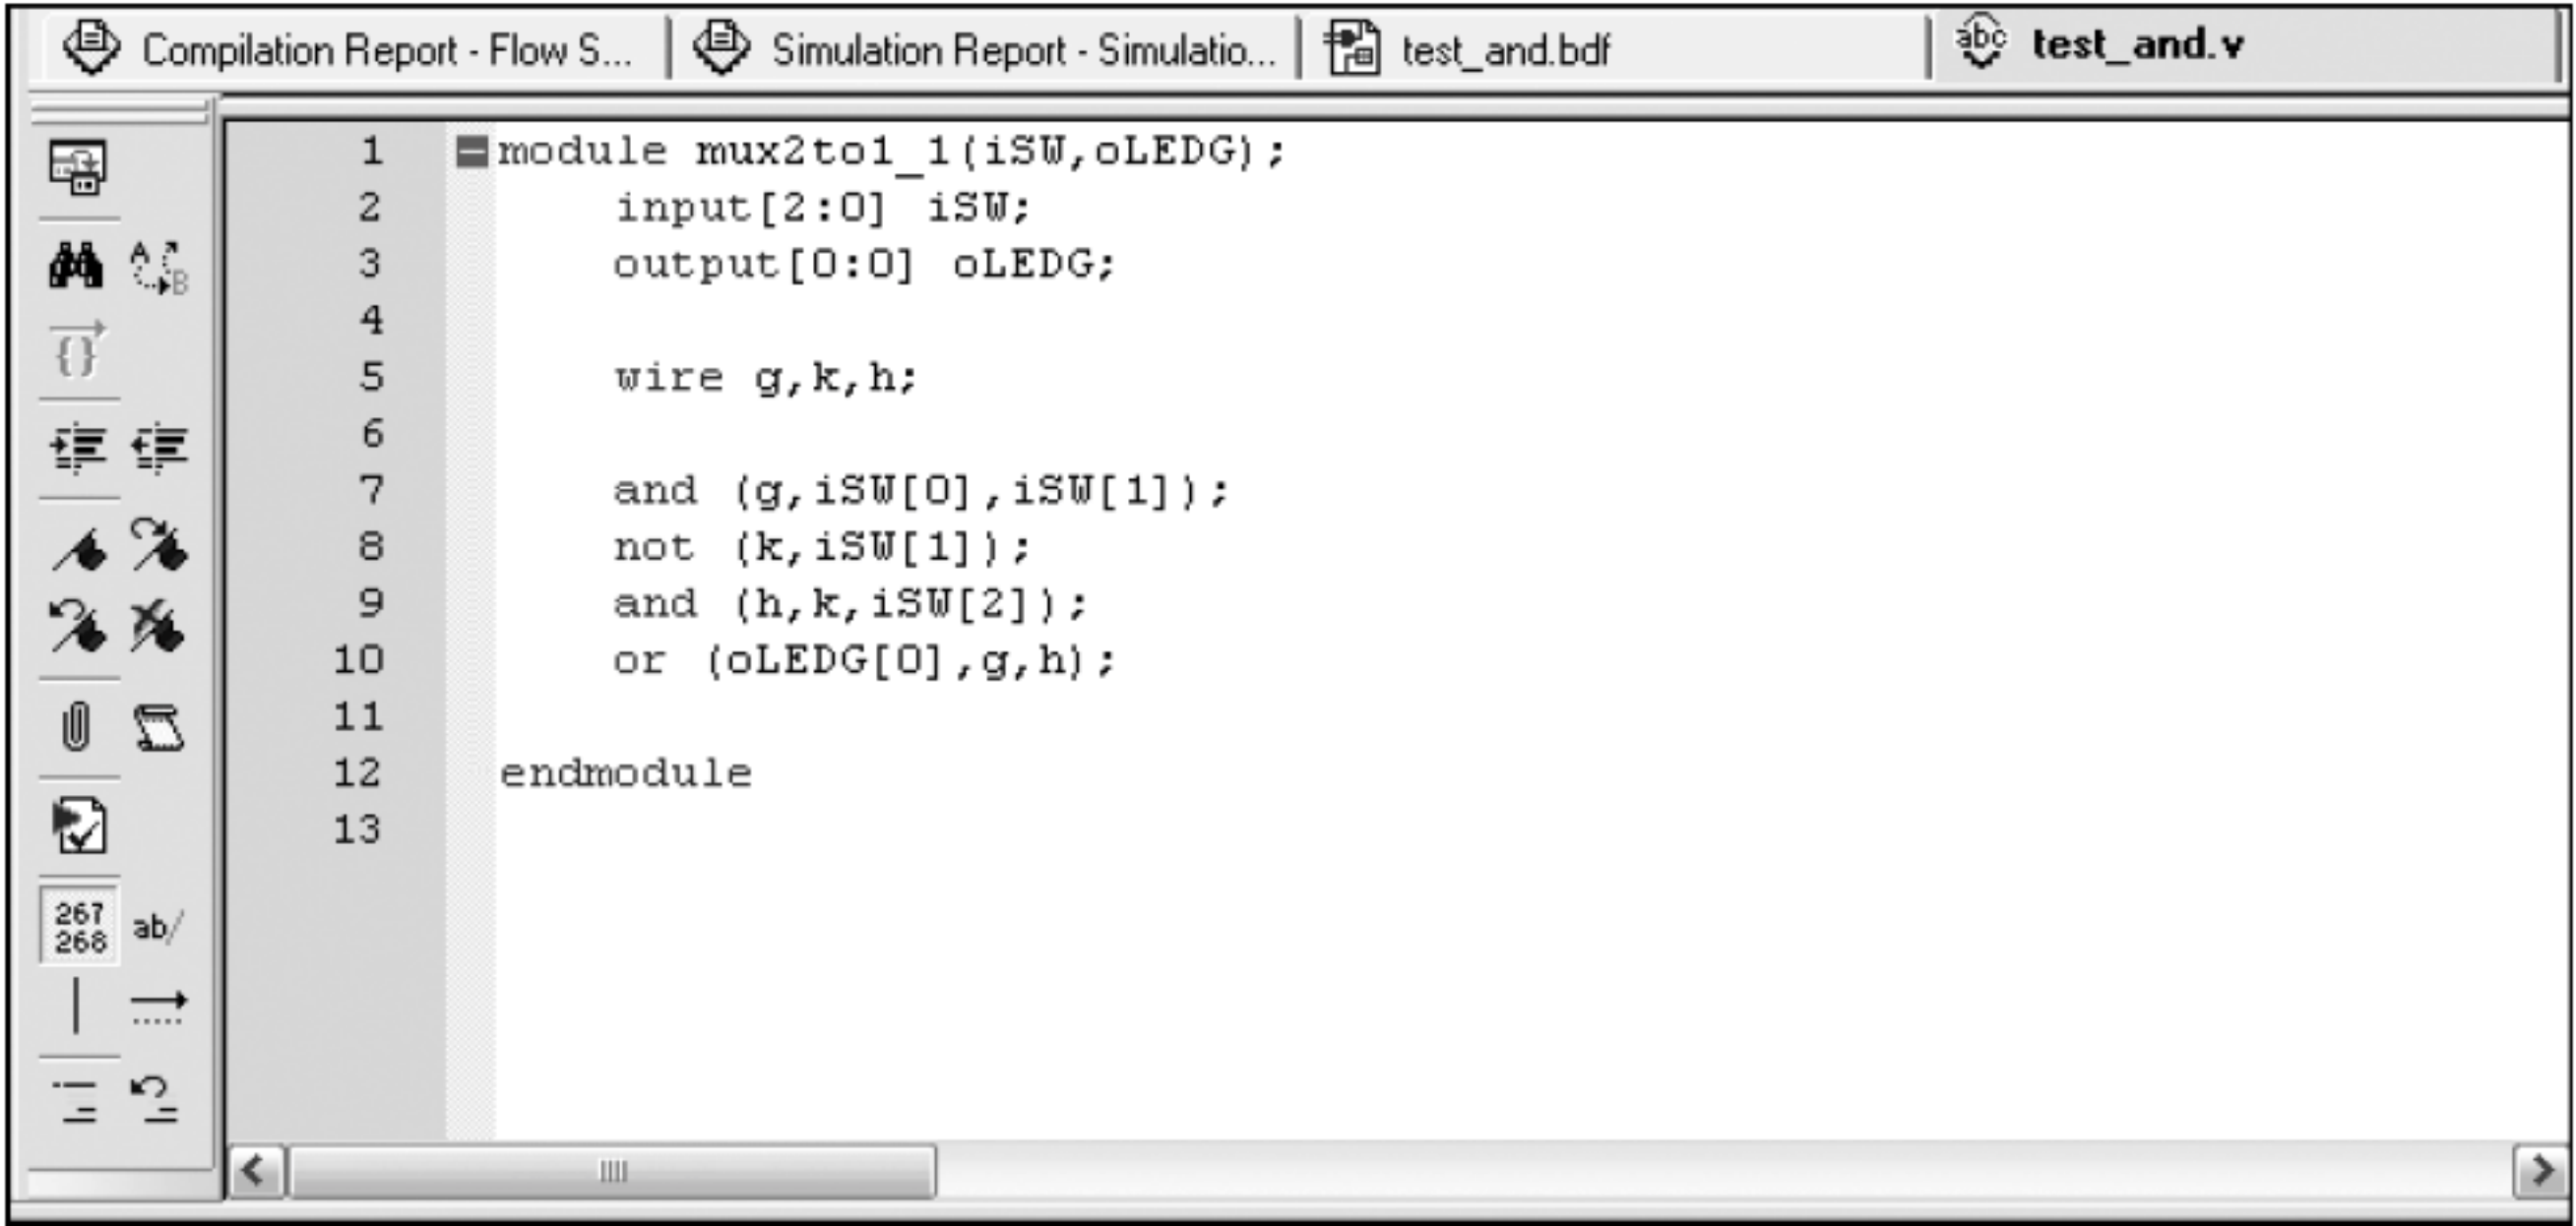 Compilation Report - Flow S...
Simulation Report - Simulatio...
test_and.bdf
abc
test_and.v
1 module mux2to1_1(iSW,oLEDG);
2 input[2:0] iSW;
3 output[0:0] oLEDG;
4
5 wire g,k,h;
6
7 and (g,iSW[0],iSW[1]);
8 not (k,iSW[1]);
9 and (h,k,iSW[2]);
10 or (oLEDG[0],g,h);
11
12 endmodule
13
A
B
{}
267
268
ab/